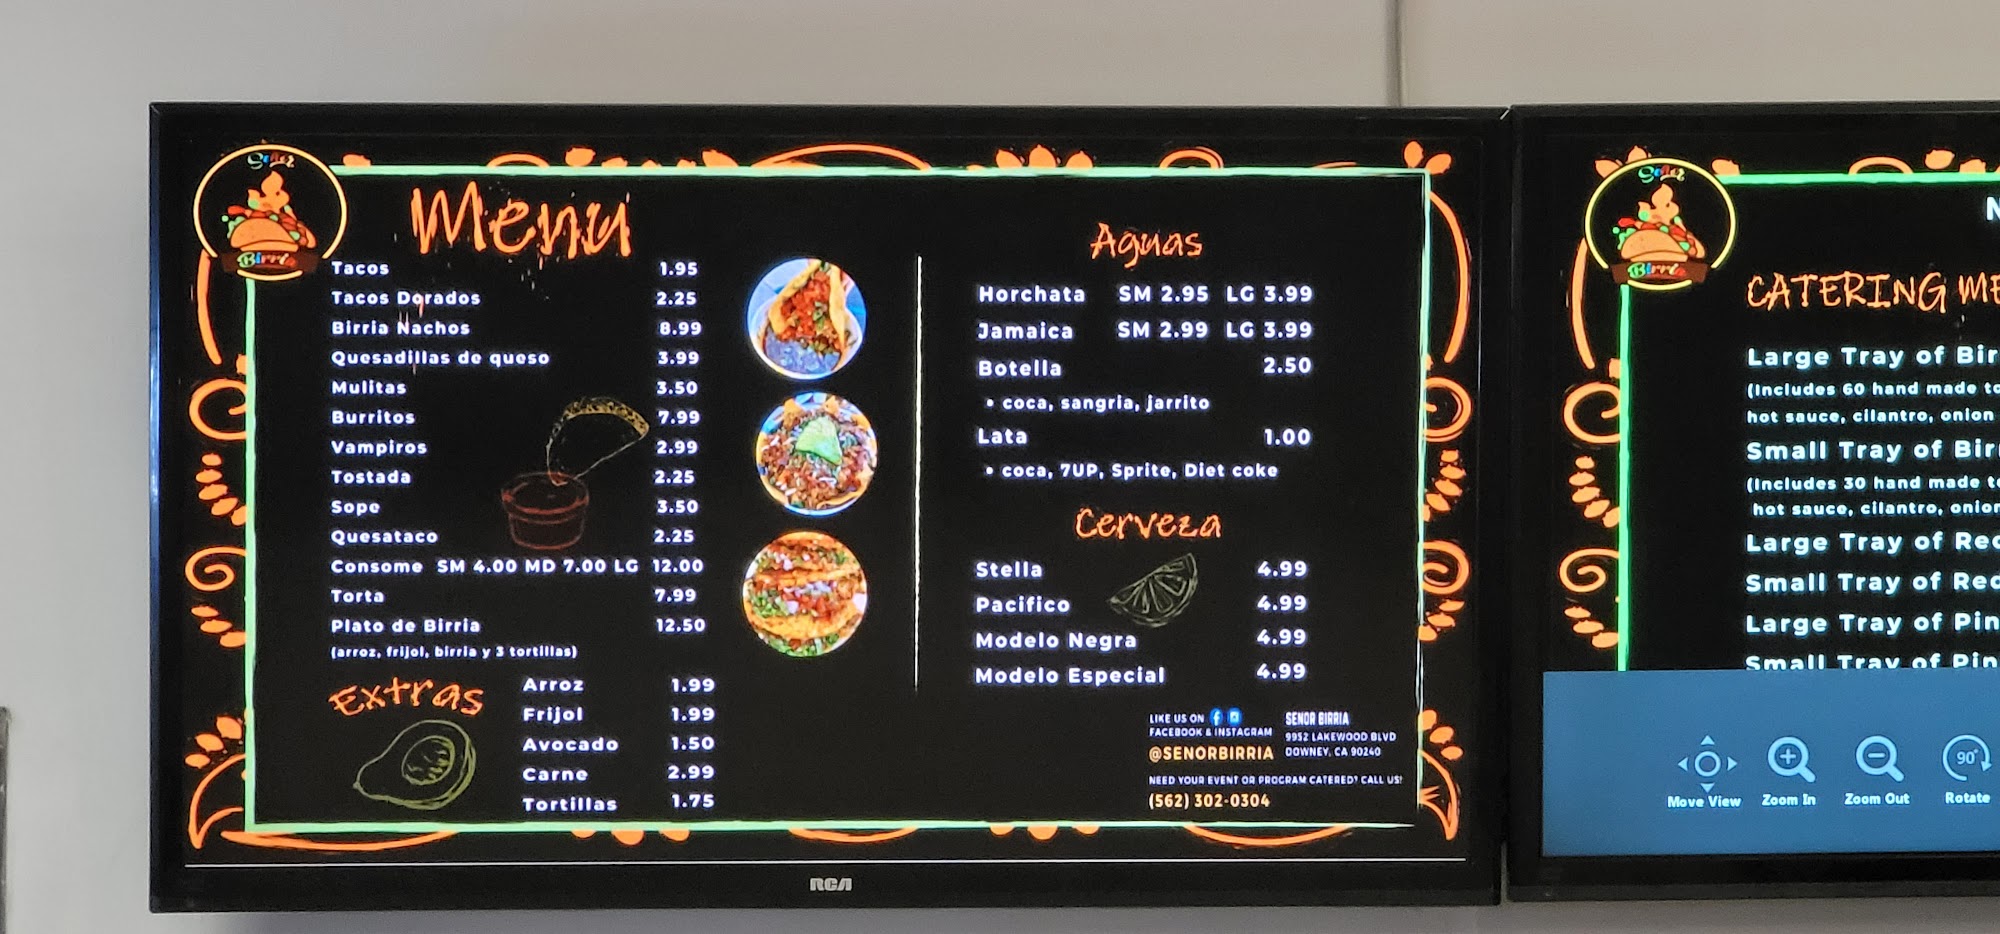 Señor
Birria
Menu
Tacos 1.95
Tacos Dorados 2.25
Birria Nachos 8.99
Quesadillas de queso 3.99
Mulitas 3.50
Burritos 7.99
Vampiros 2.99
Tostada 2.25
Sope 3.50
Quesataco 2.25
Consome SM 4.00 MD 7.00 LG 12.00
Torta 7.99
Plato de Birria 12.50
(arroz, frijol, birria y 3 tortillas)
Extras
Arroz 1.99
Frijol 1.99
Avocado 1.50
Carne 2.99
Tortillas 1.75
Aguas
Horchata SM 2.95 LG 3.99
Jamaica SM 2.99 LG 3.99
Botella 2.50
• coca, sangria, jarrito
Lata 1.00
• coca, 7UP, Sprite, Diet coke
Cerveza
Stella 4.99
Pacifico 4.99
Modelo Negra 4.99
Modelo Especial 4.99
LIKE US ON
FACEBOOK & INSTAGRAM
@SENORBIRRIA
SENOR BIRRIA
9952 LAKEWOOD BLVD
DOWNEY, CA 90240
NEED YOUR EVENT OR PROGRAM CATERED? CALL US!
(562) 302-0304
RCA
Señor
Birria
CATERING ME
Large Tray of Bir
(Includes 60 hand made to
hot sauce, cilantro, onion
Small Tray of Bir
(Includes 30 hand made to
hot sauce, cilantro, onion
Large Tray of Red
Small Tray of Red
Large Tray of Pin
Small Tray of Pin
Move View
Zoom In
Zoom Out
90°
Rotate